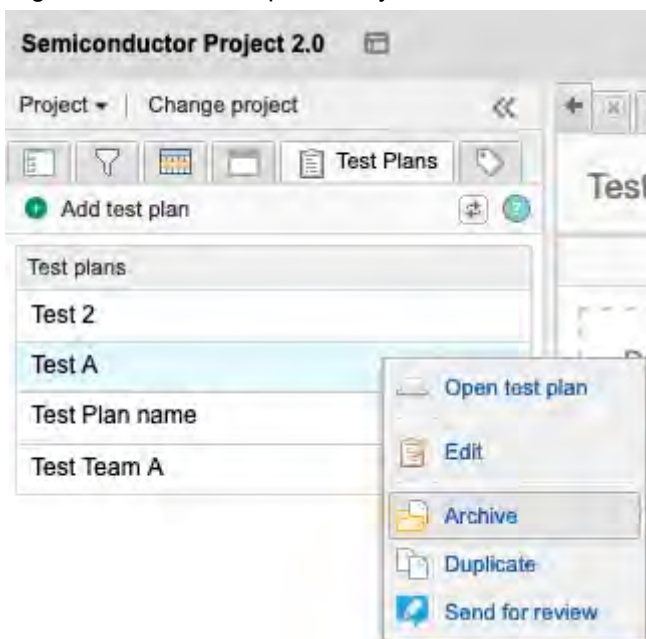 Semiconductor Project 2.0
Project | Change project
Test Plans
Add test plan
Test
Test plans
Test 2
Test A
Test Plan name
Test Team A
Open test plan
Edit
Archive
Duplicate
Send for review